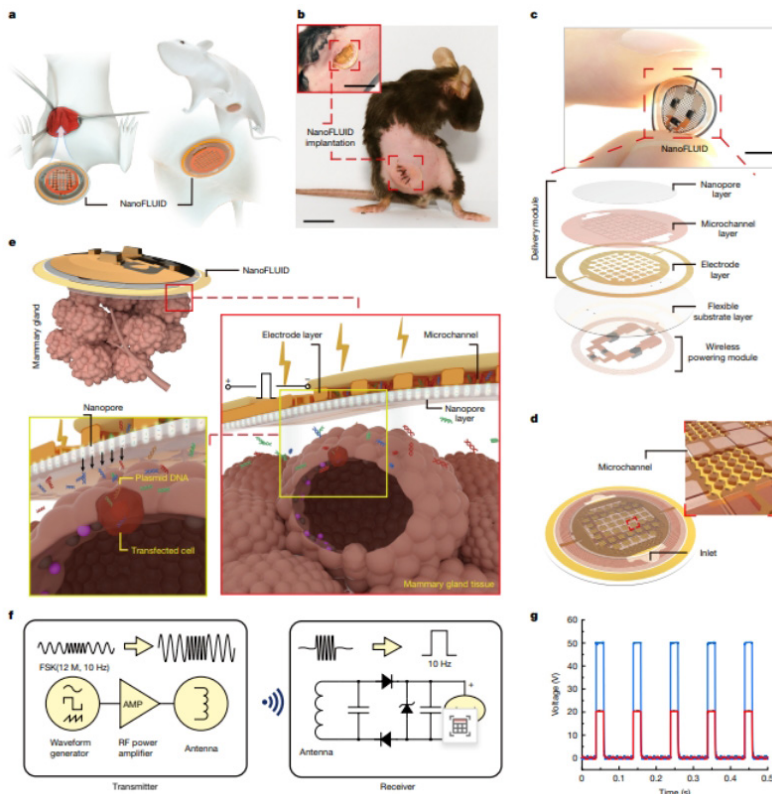 a
NanoFLUID
b
NanoFLUID
implantation
c
NanoFLUID
Delivery module
Nanopore
layer
Microchannel
layer
Electrode
layer
Flexible
substrate layer
Wireless
powering module
d
Microchannel
Inlet
e
NanoFLUID
Mammary gland
Electrode layer
Microchannel
+
−
Nanopore
layer
Mammary gland tissue
Nanopore
Plasmid DNA
Transfected cell
f
FSK(12 M, 10 Hz)
AMP
Waveform
generator
RF power
amplifier
Antenna
Transmitter
10 Hz
+
Antenna
Receiver
g
Voltage (V)
60
50
40
30
20
10
0
0
0.1
0.2
0.3
0.4
0.5
Time (s)